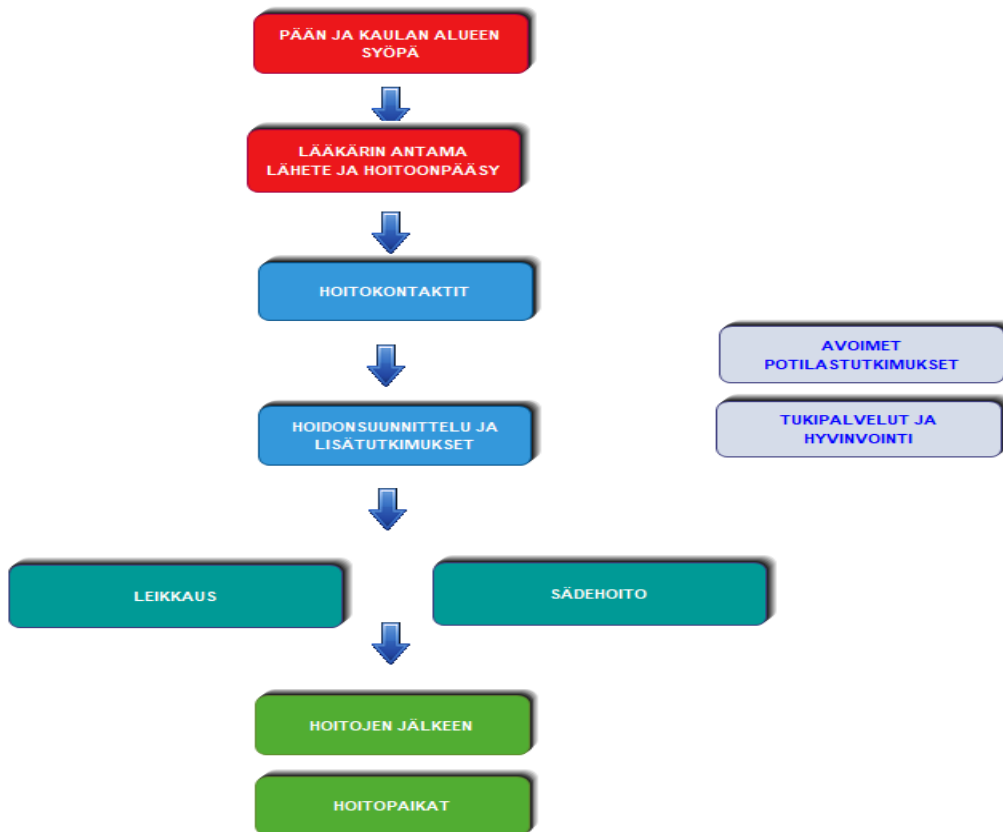 PÄÄN JA KAULAN ALUEEN
SYÖPÄ
LÄÄKÄRIN ANTAMA
LÄHETE JA HOITOONPÄÄSY
HOITOKONTAKTIT
AVOIMET
POTILASTUTKIMUKSET
HOIDONSUUNNITTELU JA
LISÄTUTKIMUKSET
TUKIPALVELUT JA
HYVINVOINTI
LEIKKAUS
SÄDEHOITO
HOITOJEN JÄLKEEN
HOITOPAIKAT